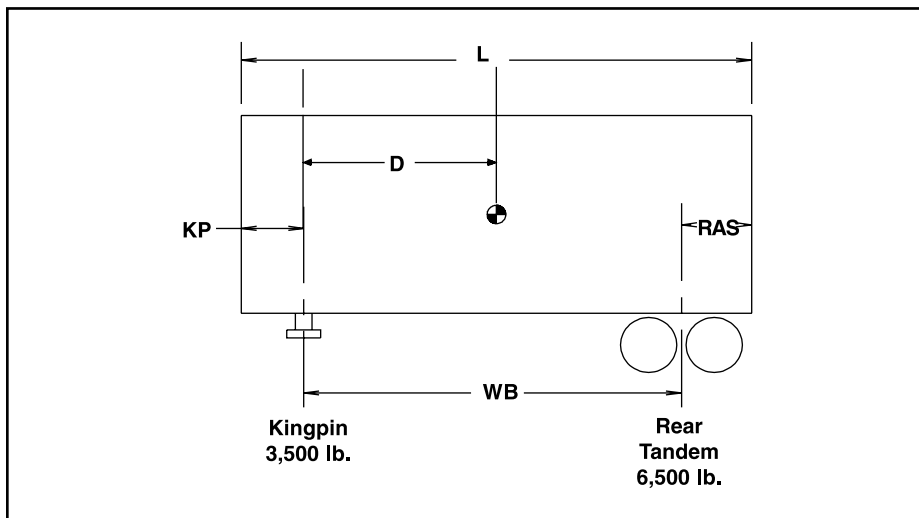 L
D
KP
RAS
WB
Kingpin
3,500 lb.
Rear
Tandem
6,500 lb.